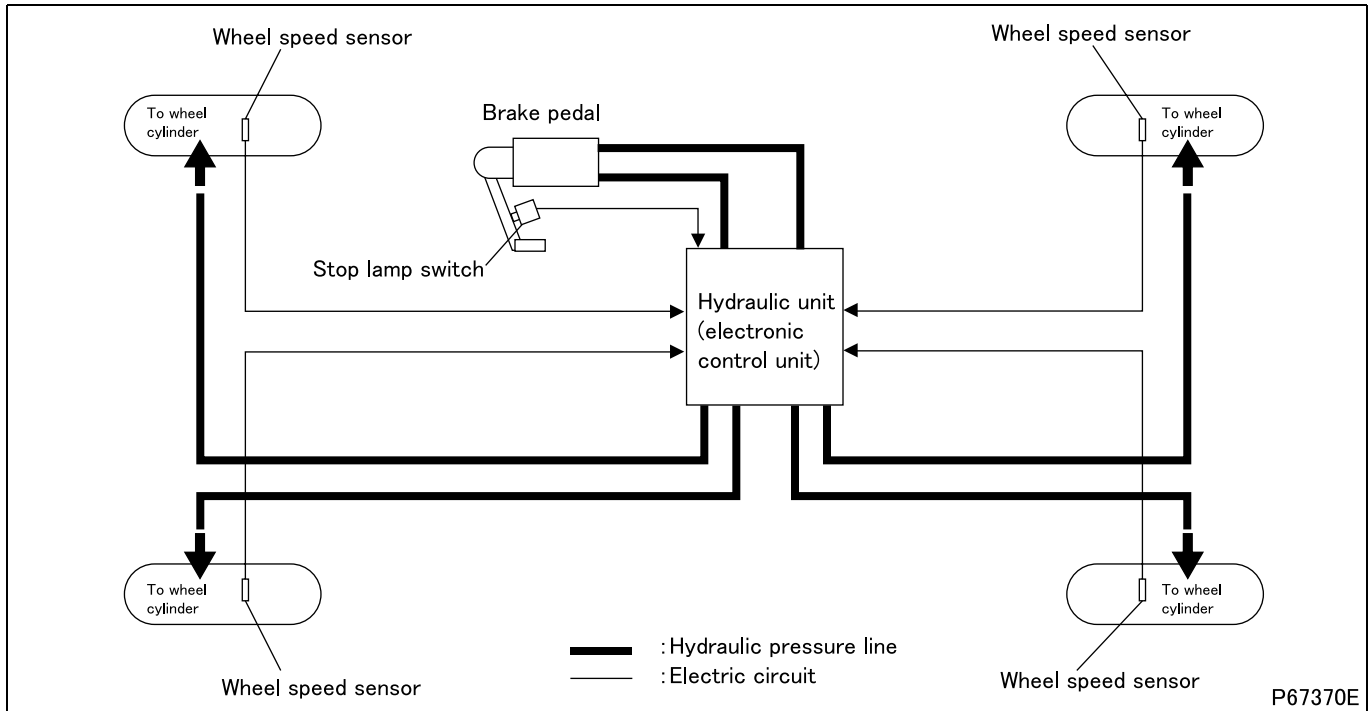 Wheel speed sensor
Wheel speed sensor
To wheel
cylinder
Brake pedal
To wheel
cylinder
Stop lamp switch
Hydraulic unit
(electronic
control unit)
To wheel
cylinder
To wheel
cylinder
:Hydraulic pressure line
:Electric circuit
Wheel speed sensor
Wheel speed sensor
P67370E